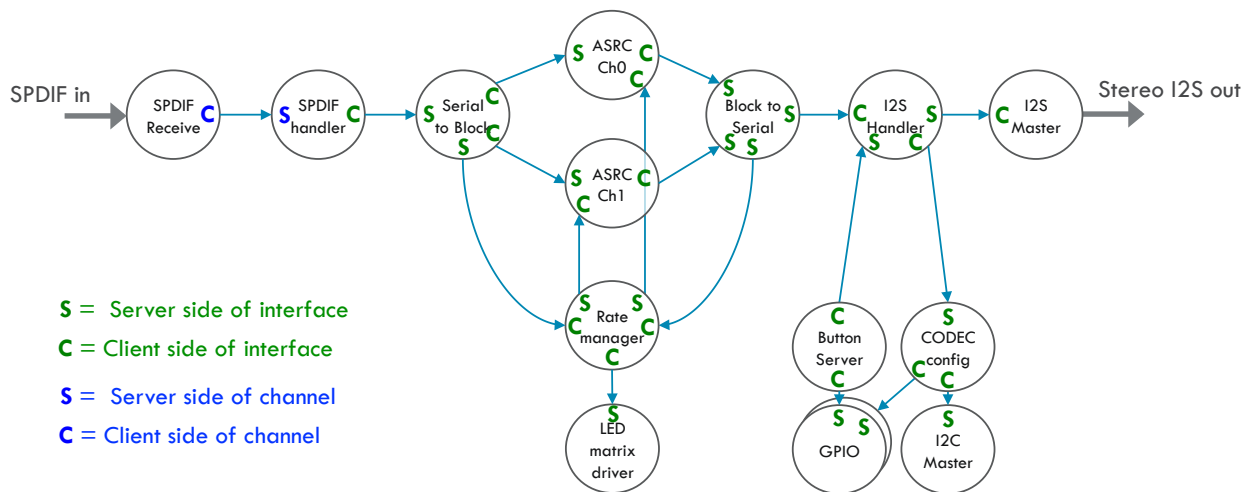 SPDIF in
SPDIF
Receive
C
S
SPDIF
handler
C
S
Serial
to Block
C
C
S
S
ASRC
Ch0
C
C
S
ASRC
Ch1
C
C
S
Block to
Serial
S
S
S
C
I2S
Handler
S
S
C
C
I2S
Master
Stereo I2S out
S
S
C
Rate
manager
C
C
S
LED
matrix
driver
C
Button
Server
C
S
CODEC
config
C
C
S
S
GPIO
S
I2C
Master
S = Server side of interface
C = Client side of interface
S = Server side of channel
C = Client side of channel